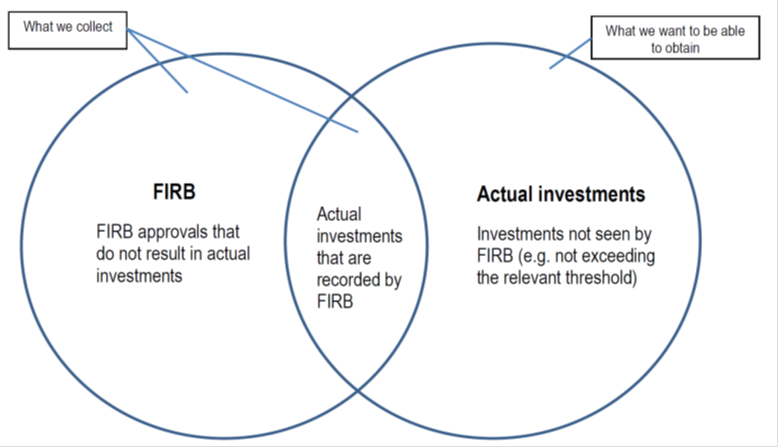 What we collect
What we want to be able
to obtain
FIRB
FIRB approvals that
do not result in actual
investments
Actual
investments
that are
recorded by
FIRB
Actual investments
Investments not seen by
FIRB (e.g. not exceeding
the relevant threshold)